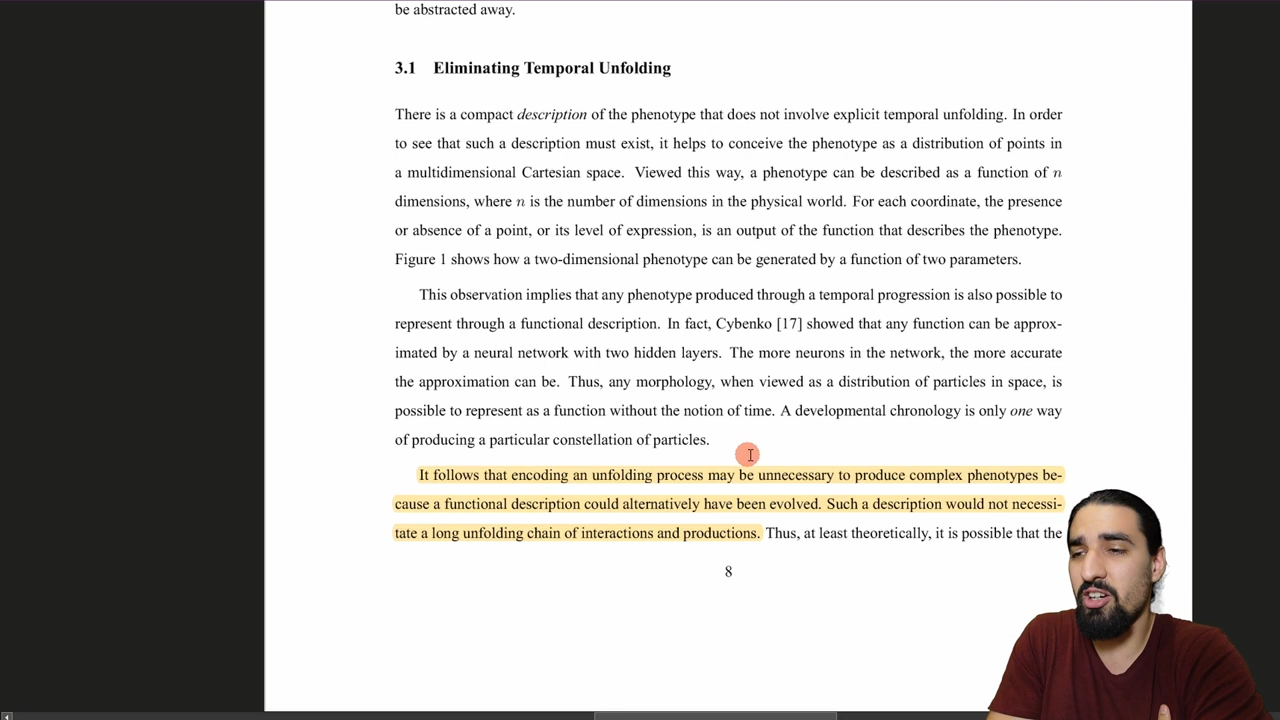 be abstracted away.
3.1 Eliminating Temporal Unfolding
There is a compact description of the phenotype that does not involve explicit temporal unfolding. In order
to see that such a description must exist, it helps to conceive the phenotype as a distribution of points in
a multidimensional Cartesian space. Viewed this way, a phenotype can be described as a function of n
dimensions, where n is the number of dimensions in the physical world. For each coordinate, the presence
or absence of a point, or its level of expression, is an output of the function that describes the phenotype.
Figure 1 shows how a two-dimensional phenotype can be generated by a function of two parameters.
This observation implies that any phenotype produced through a temporal progression is also possible to
represent through a functional description. In fact, Cybenko [17] showed that any function can be approx-
imated by a neural network with two hidden layers. The more neurons in the network, the more accurate
the approximation can be. Thus, any morphology, when viewed as a distribution of particles in space, is
possible to represent as a function without the notion of time. A developmental chronology is only one way
of producing a particular constellation of particles.
It follows that encoding an unfolding process may be unnecessary to produce complex phenotypes be-
cause a functional description could alternatively have been evolved. Such a description would not necessi-
tate a long unfolding chain of interactions and productions. Thus, at least theoretically, it is possible that the
8